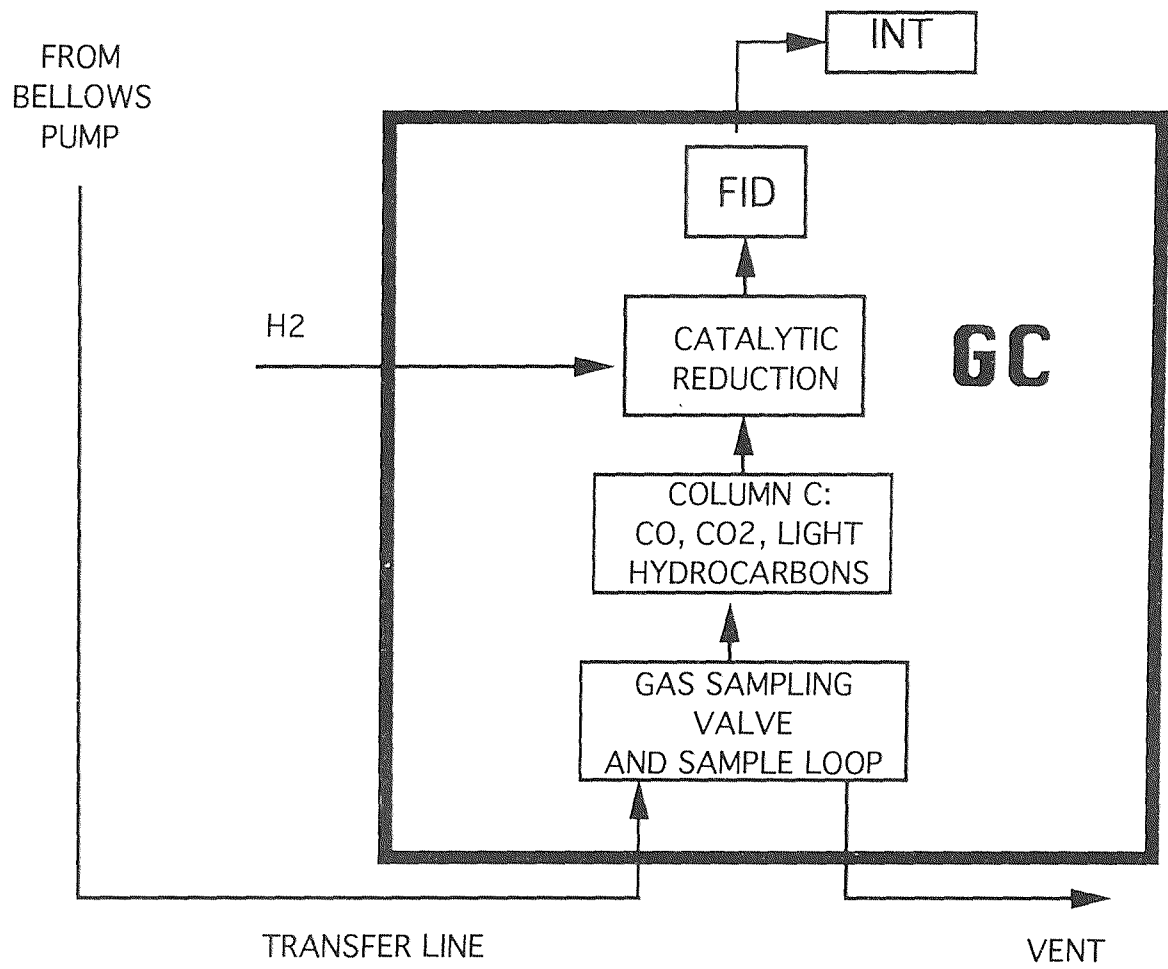 INT
FROM
BELLOWS
PUMP
FID
H2
CATALYTIC
REDUCTION
GC
COLUMN C:
CO, CO2, LIGHT
HYDROCARBONS
GAS SAMPLING
VALVE
AND SAMPLE LOOP
TRANSFER LINE
VENT